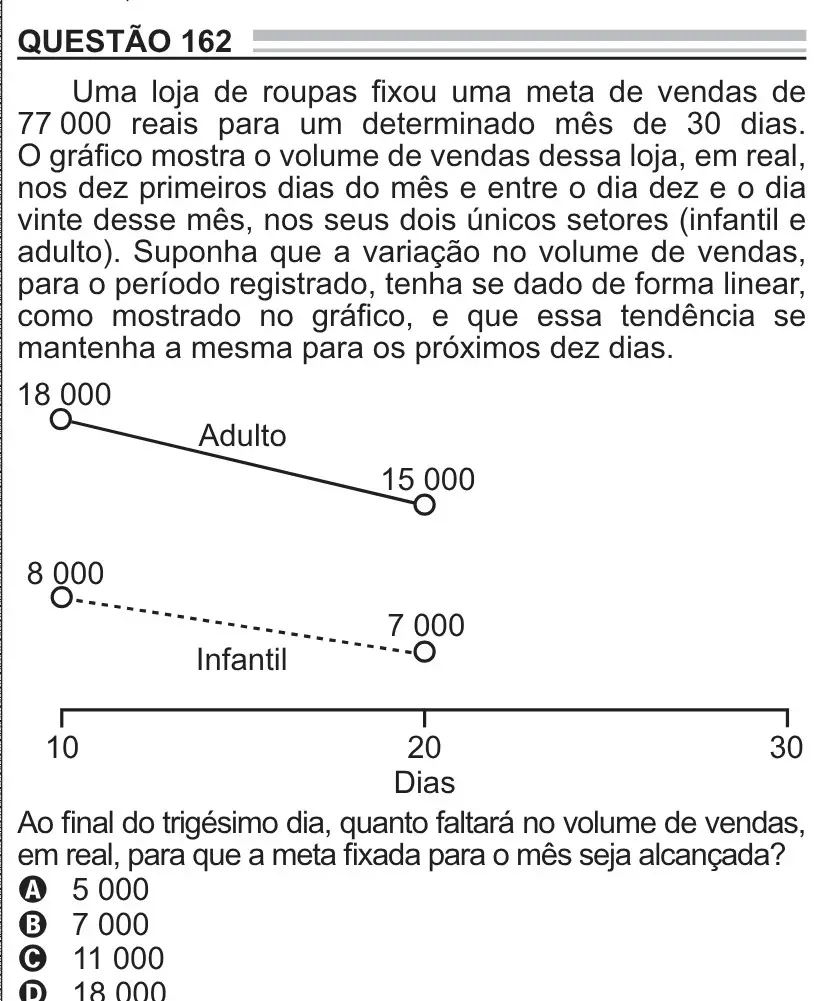 QUESTÃO 162
Uma loja de roupas fixou uma meta de vendas de
77 000 reais para um determinado mês de 30 dias.
O gráfico mostra o volume de vendas dessa loja, em real,
nos dez primeiros dias do mês e entre o dia dez e o dia
vinte desse mês, nos seus dois únicos setores (infantil e
adulto). Suponha que a variação no volume de vendas,
para o período registrado, tenha se dado de forma linear,
como mostrado no gráfico, e que essa tendência se
mantenha a mesma para os próximos dez dias.
18 000
Adulto
15 000
8 000
7 000
Infantil
10 20 30
Dias
Ao final do trigésimo dia, quanto faltará no volume de vendas,
em real, para que a meta fixada para o mês seja alcançada?
A 5 000
B 7 000
C 11 000
D 18 000